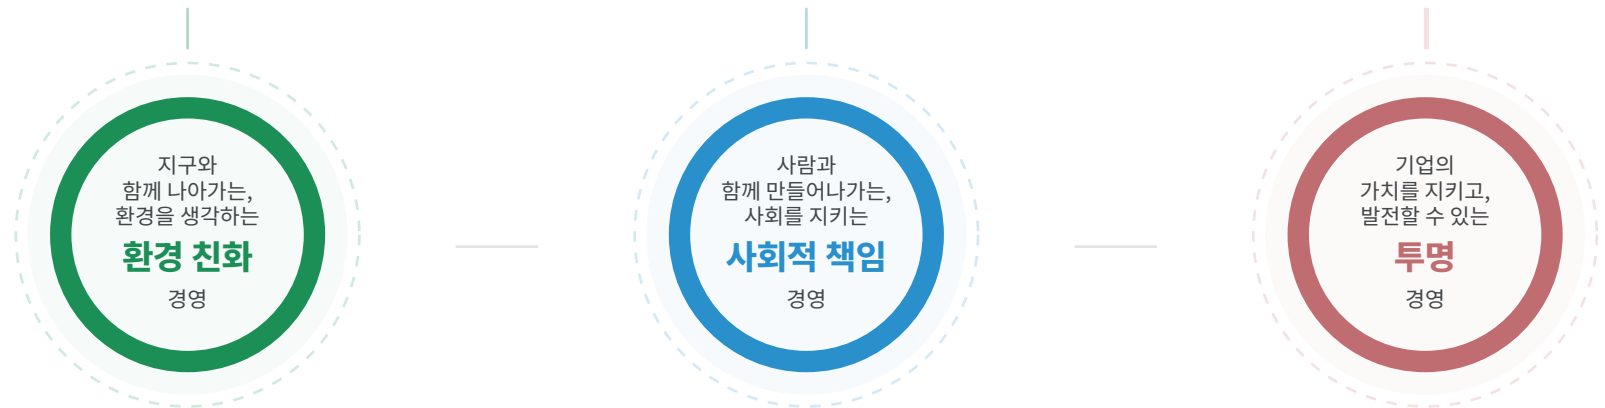 지구와
함께 나아가는,
환경을 생각하는
환경 친화
경영
사람과
함께 만들어나가는,
사회를 지키는
사회적 책임
경영
기업의
가치를 지키고,
발전할 수 있는
투명
경영